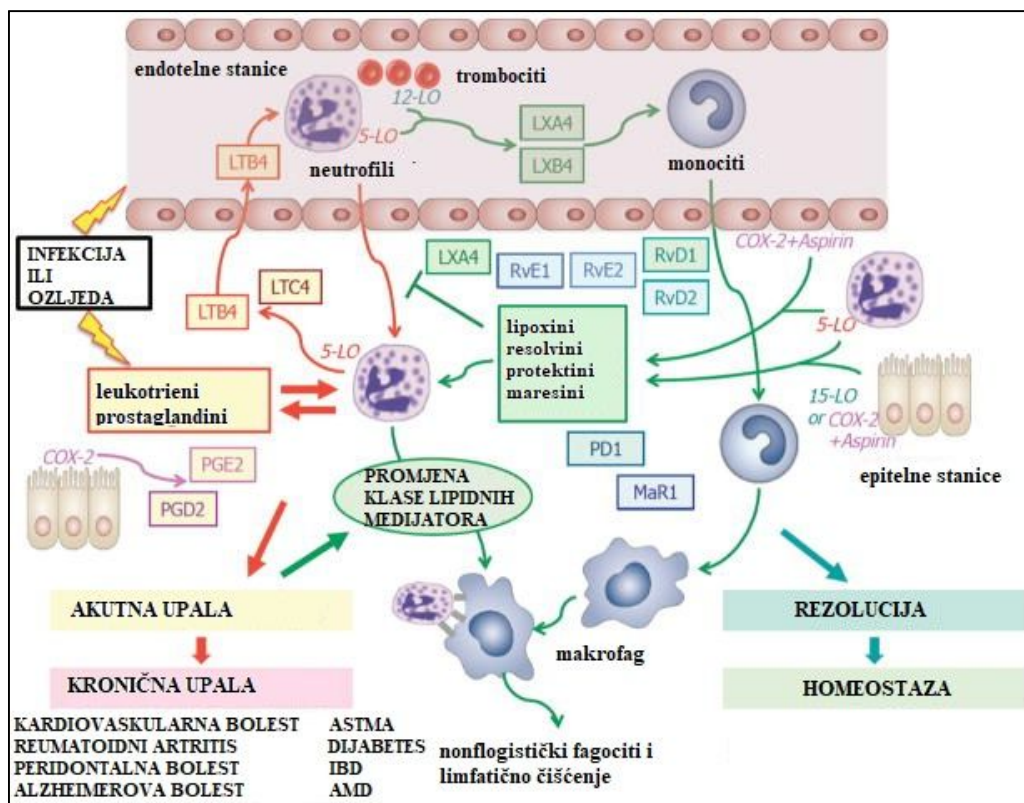 endotelne stanice
trombociti
12-LO
5-LO
neutrofili
LXA4
LXB4
monociti
LTB4
INFEKCIJA
ILI
OZLJEDA
LTB4
LTC4
5-LO
LXA4
RvE1
RvE2
RvD1
RvD2
COX-2+Aspirin
5-LO
lipoxini
resolvini
protektini
maresini
leukotrieni
prostaglandini
15-LO
or COX-2
+Aspirin
epitelne stanice
COX-2
PGE2
PGD2
PROMJENA
KLASE LIPIDNIH
MEDIJATORA
PD1
MaR1
AKUTNA UPALA
KRONIČNA UPALA
REZOLUCIJA
HOMEOSTAZA
makrofag
nonflogistički fagociti i
limfatično čišćenje
KARDIOVASKULARNA BOLEST ASTMA
REUMATOIDNI ARTRITIS DIJABETES
PERIDONTALNA BOLEST IBD
ALZHEIMEROVA BOLEST AMD